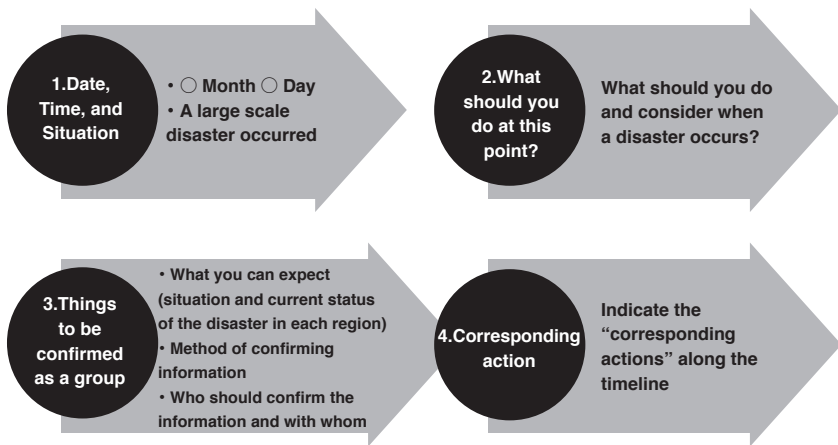 1.Date,
Time, and
Situation
・○ Month ○ Day
・A large scale
disaster occurred
2.What
should you
do at this
point?
What should you do
and consider when
a disaster occurs?
3.Things
to be
confirmed
as a group
・What you can expect
(situation and current status
of the disaster in each region)
・Method of confirming
information
・Who should confirm the
information and with whom
4.Corresponding
action
Indicate the
“corresponding
actions” along the
timeline